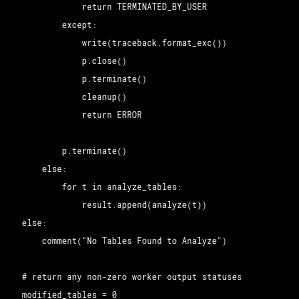 return TERMINATED_BY_USER
except:
write(traceback.format_exc())
p.close()
p.terminate()
cleanup()
return ERROR
p.terminate()
else:
for t in analyze_tables:
result.append(analyze(t))
else:
comment("No Tables Found to Analyze")
# return any non-zero worker output statuses
modified_tables = 0